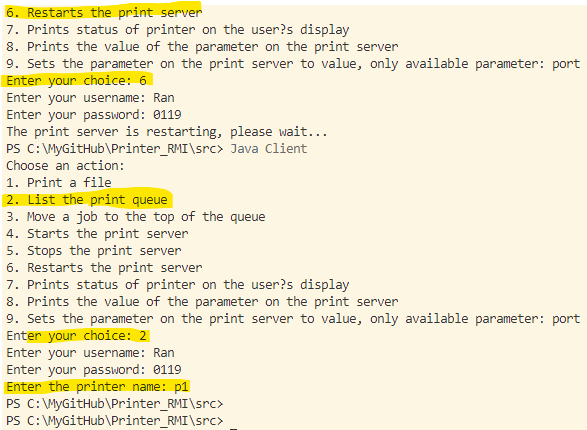 6. Restarts the print server
7. Prints status of printer on the user?s display
8. Prints the value of the parameter on the print server
9. Sets the parameter on the print server to value, only available parameter: port
Enter your choice: 6
Enter your username: Ran
Enter your password: 0119
The print server is restarting, please wait...
PS C:\MyGitHub\Printer_RMI\src> Java Client
Choose an action:
1. Print a file
2. List the print queue
3. Move a job to the top of the queue
4. Starts the print server
5. Stops the print server
6. Restarts the print server
7. Prints status of printer on the user?s display
8. Prints the value of the parameter on the print server
9. Sets the parameter on the print server to value, only available parameter: port
Enter your choice: 2
Enter your username: Ran
Enter your password: 0119
Enter the printer name: p1
PS C:\MyGitHub\Printer_RMI\src>
PS C:\MyGitHub\Printer_RMI\src> _